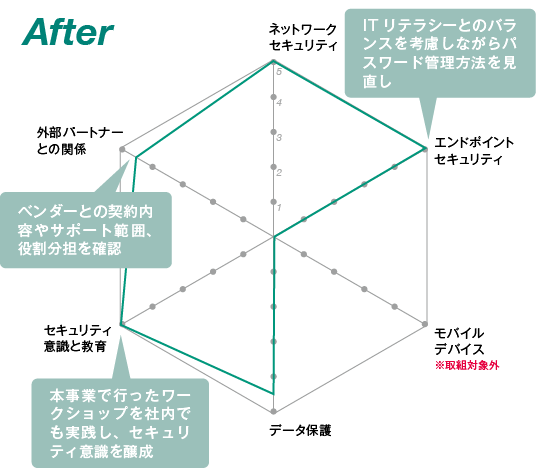 After
ネットワーク
セキュリティ
ITリテラシーとのバラ
ンスを考慮しながらパ
スワード管理方法を見
直し
5
4
3
2
1
外部パートナー
との関係
エンドポイント
セキュリティ
ベンダーとの契約内
容やサポート範囲、
役割分担を確認
セキュリティ
意識と教育
モバイル
デバイス
※取組対象外
本事業で行ったワー
クショップを社内で
も実践し、セキュリ
ティ意識を醸成
データ保護